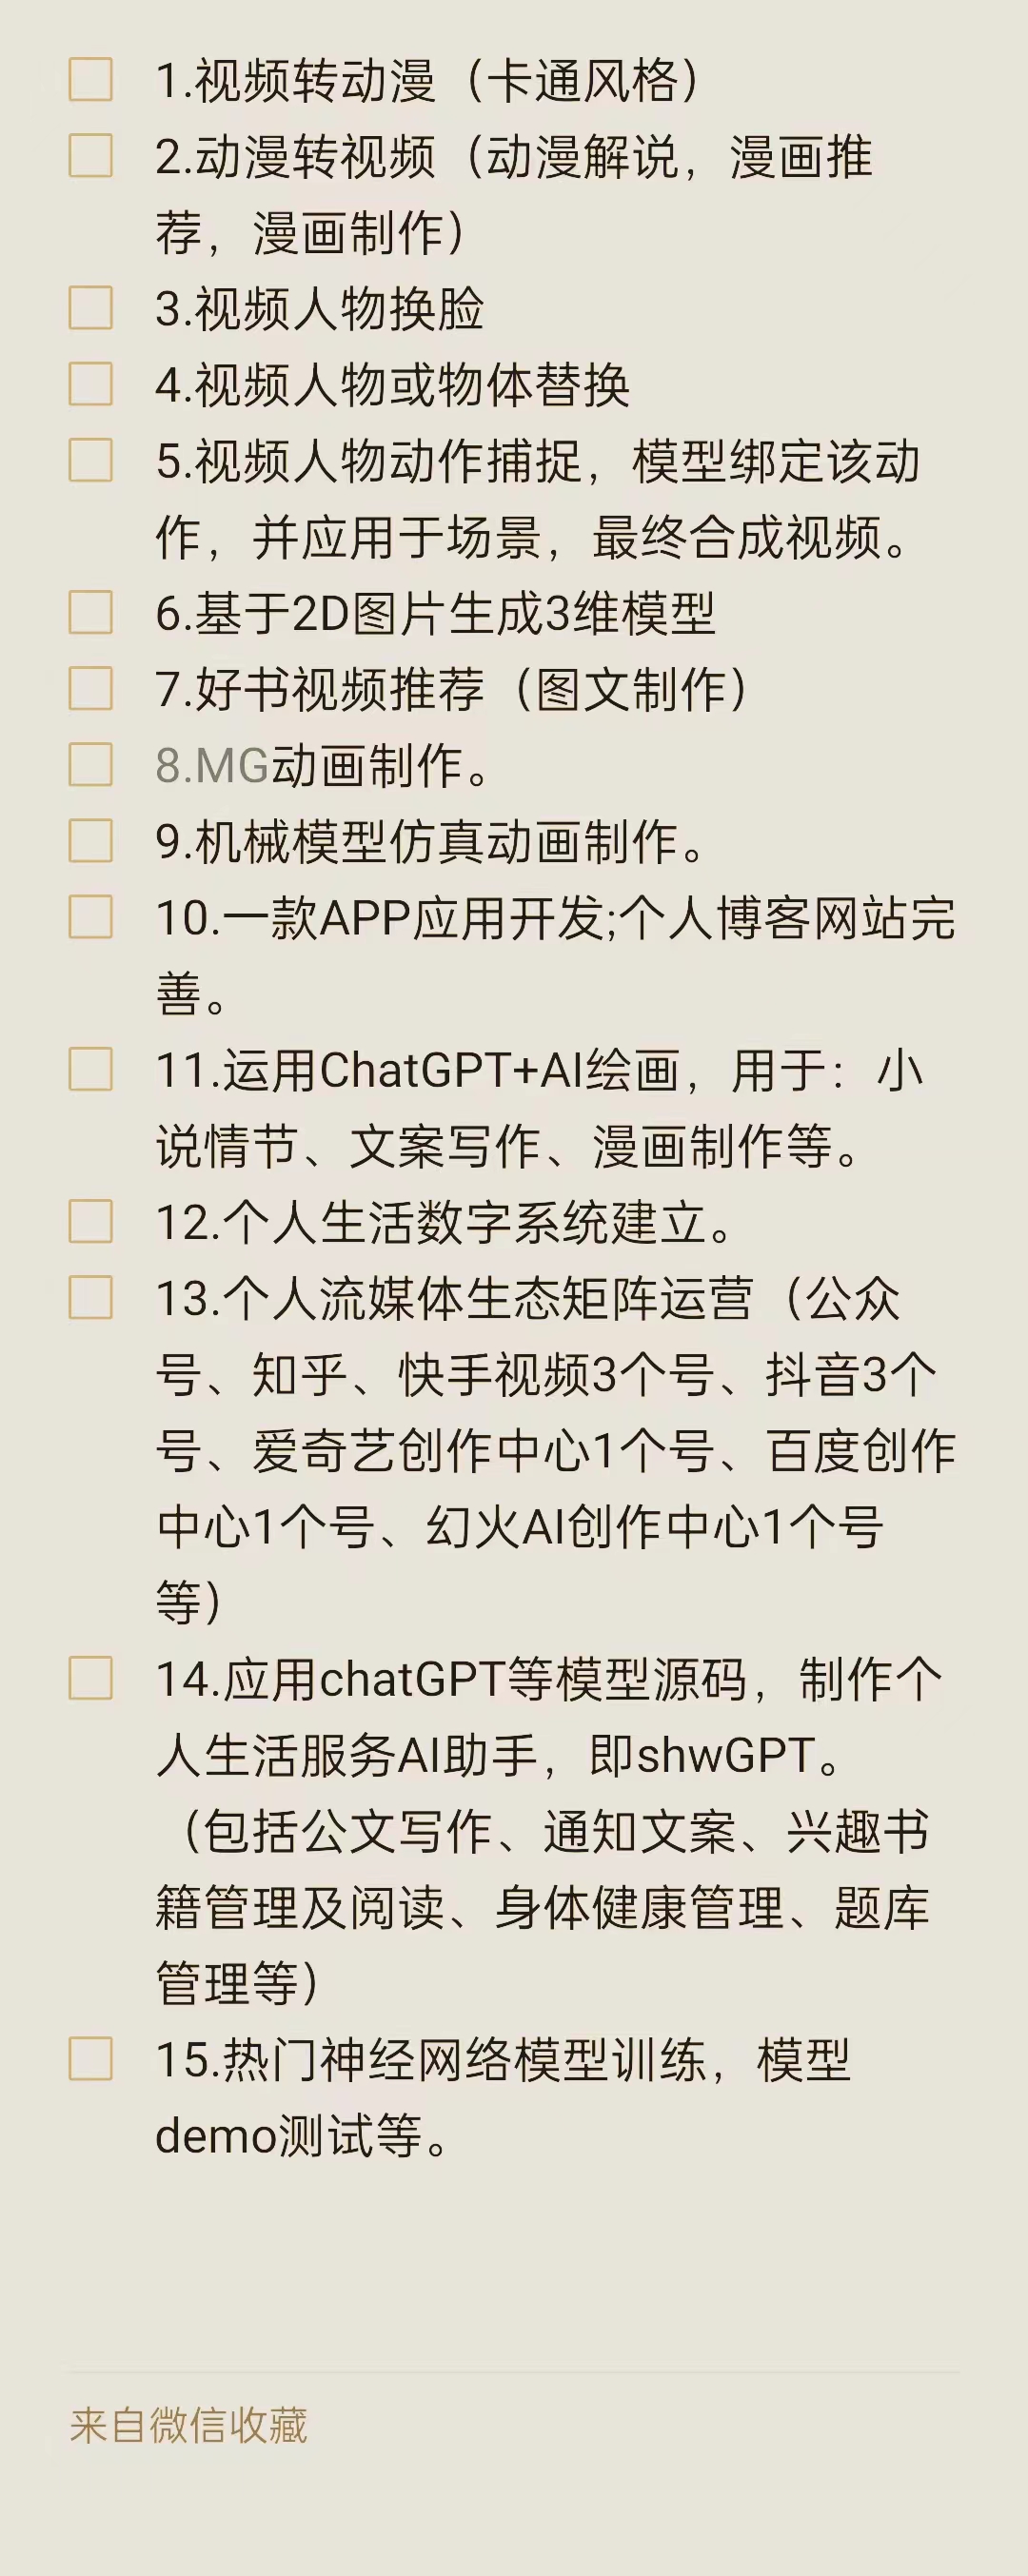 1.视频转动漫（卡通风格）
2.动漫转视频（动漫解说，漫画推
荐，漫画制作）
3.视频人物换脸
4.视频人物或物体替换
5.视频人物动作捕捉，模型绑定该动
作，并应用于场景，最终合成视频。
6.基于2D图片生成3维模型
7.好书视频推荐（图文制作）
8.MG动画制作。
9.机械模型仿真动画制作。
10.一款APP应用开发;个人博客网站完
善。
11.运用ChatGPT+AI绘画，用于：小
说情节、文案写作、漫画制作等。
12.个人生活数字系统建立。
13.个人流媒体生态矩阵运营（公众
号、知乎、快手视频3个号、抖音3个
号、爱奇艺创作中心1个号、百度创作
中心1个号、幻火AI创作中心1个号
等）
14.应用chatGPT等模型源码，制作个
人生活服务AI助手，即shwGPT。
（包括公文写作、通知文案、兴趣书
籍管理及阅读、身体健康管理、题库
管理等）
15.热门神经网络模型训练，模型
demo测试等。
来自微信收藏